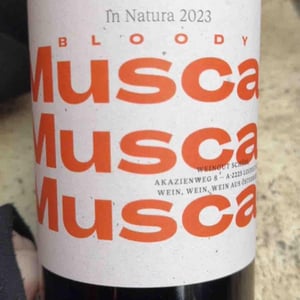 In Natura 2023
BLOODY
Musca
Musca
Musca
WEINGUT
AKAZIENWEG 8 – A-2225
WEIN, WEIN, WEIN AUS